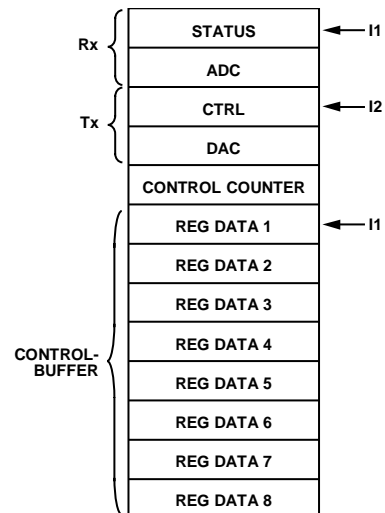 Rx
STATUS
I1
ADC
Tx
CTRL
I2
DAC
CONTROL COUNTER
REG DATA 1
I1
REG DATA 2
REG DATA 3
CONTROL-
BUFFER
REG DATA 4
REG DATA 5
REG DATA 6
REG DATA 7
REG DATA 8